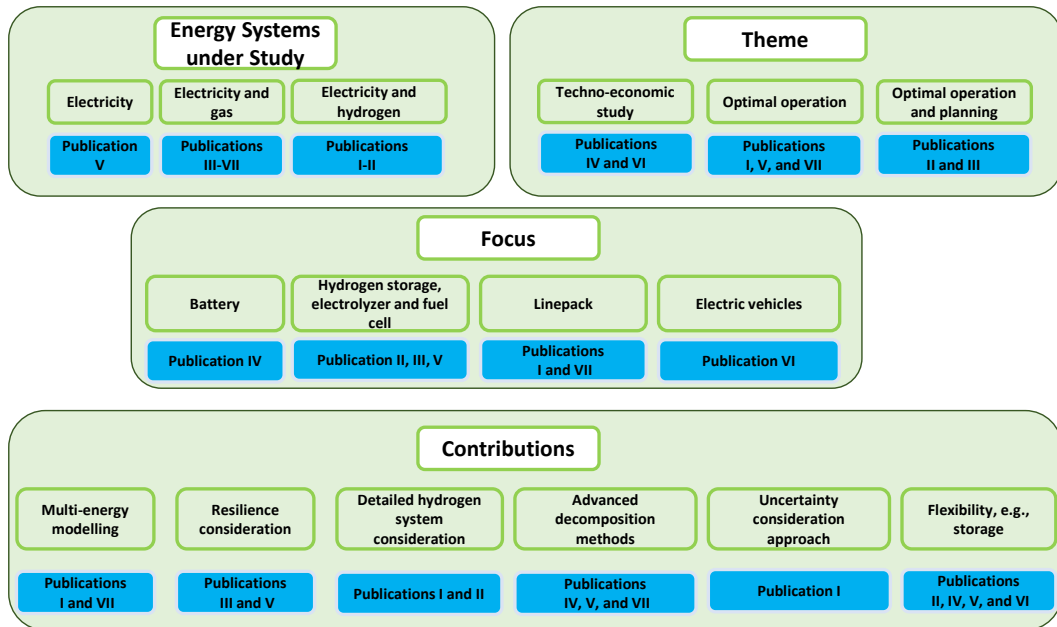 Energy Systems
under Study
Electricity
Electricity and
gas
Electricity and
hydrogen
Publication
V
Publications
III-VII
Publications
I-II
Theme
Techno-economic
study
Optimal operation
Optimal operation
and planning
Publications
IV and VI
Publications
I, V, and VII
Publications
II and III
Focus
Battery
Hydrogen storage,
electrolyzer and fuel
cell
Linepack
Electric vehicles
Publication IV
Publication II, III, V
Publications
I and VII
Publication VI
Contributions
Multi-energy
modelling
Resilience
consideration
Detailed hydrogen
system
consideration
Advanced
decomposition
methods
Uncertainty
consideration
approach
Flexibility, e.g.,
storage
Publications
I and VII
Publications
III and V
Publications I and II
Publications
IV, V, and VII
Publication I
Publications
II, IV, V, and VI